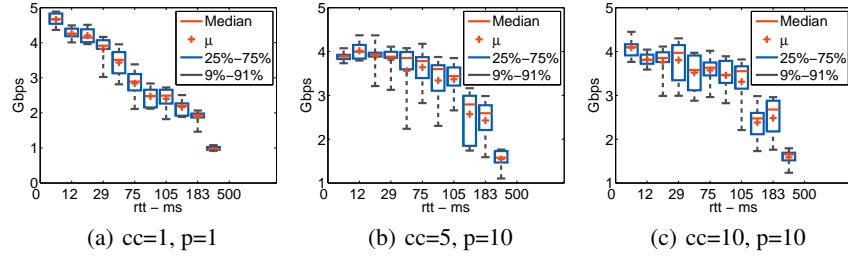 5
4
3
2
1
0
Gbps
0 12 29 75 105 183 500
rtt − ms
Median
μ
25%−75%
9%−91%
(a) cc=1, p=1
5
4
3
2
1
Gbps
0 12 29 75 105 183 500
rtt − ms
Median
μ
25%−75%
9%−91%
(b) cc=5, p=10
5
4
3
2
1
Gbps
0 12 29 75 105 183 500
rtt − ms
Median
μ
25%−75%
9%−91%
(c) cc=10, p=10